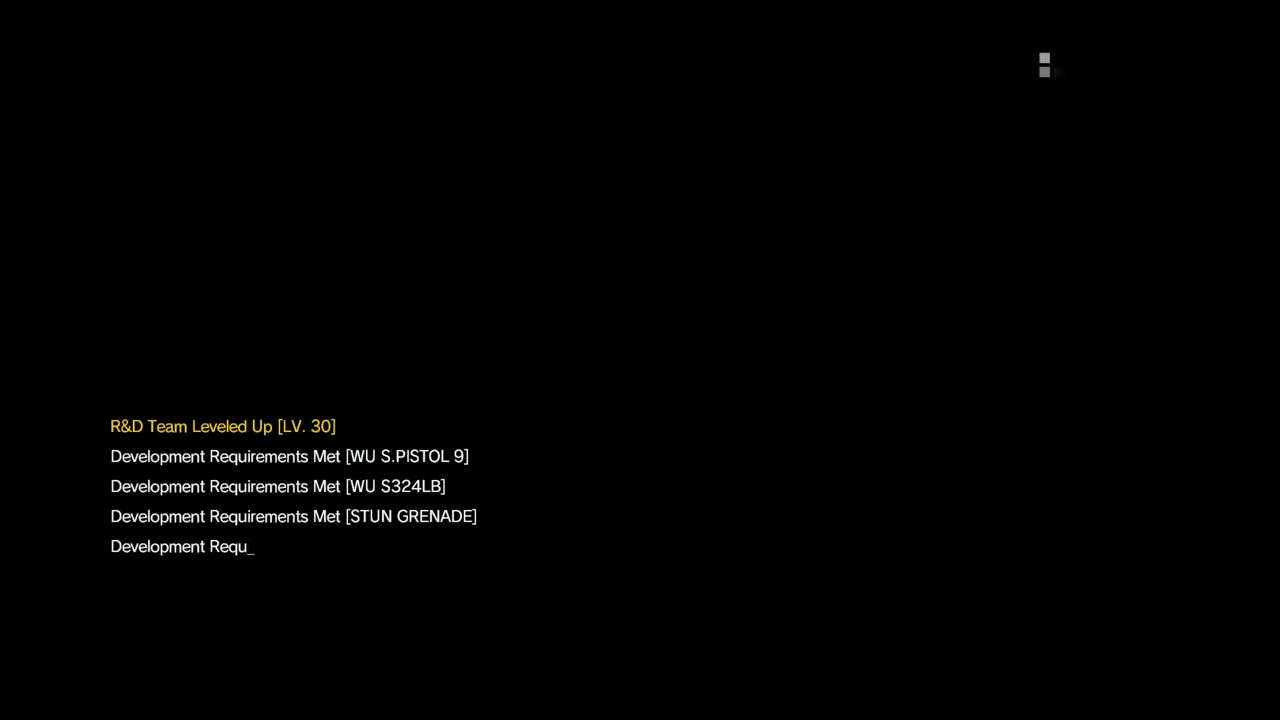 R&D Team Leveled Up [LV. 30]
Development Requirements Met [WU S.PISTOL 9]
Development Requirements Met [WU S324LB]
Development Requirements Met [STUN GRENADE]
Development Requ_